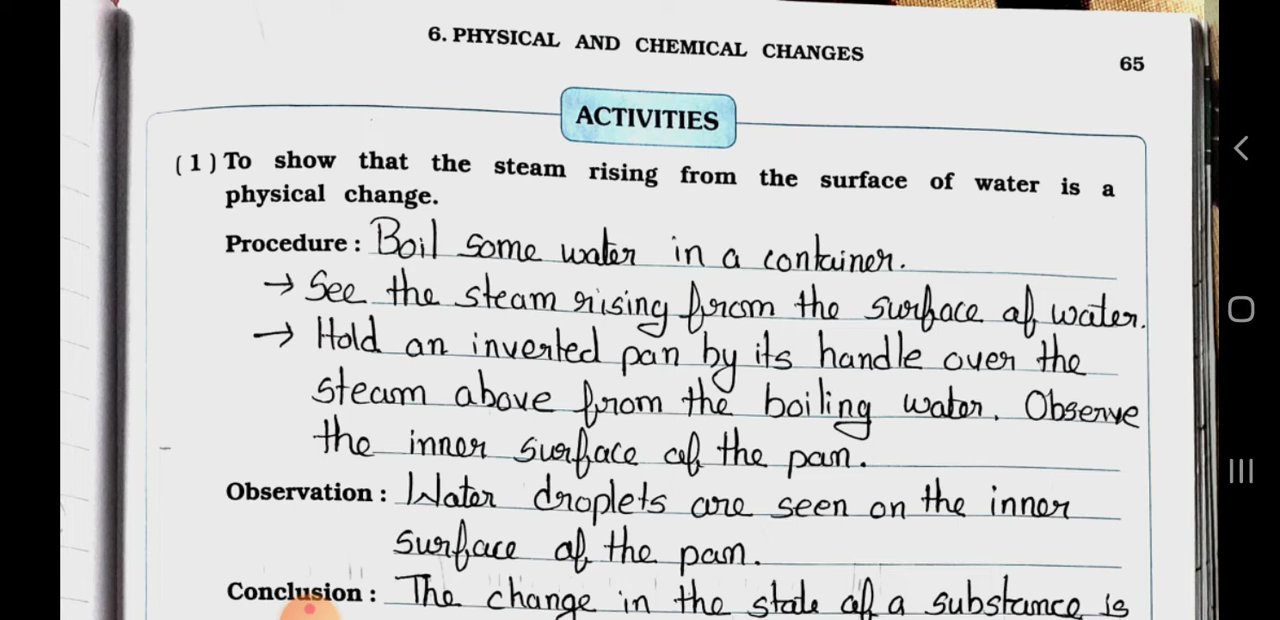 6. PHYSICAL AND CHEMICAL CHANGES
65
ACTIVITIES
(1) To show that the steam rising from the surface of water is a
physical change.
Procedure : Boil some water in a container.
→ See the steam rising from the surface of water.
→ Hold an inverted pan by its handle over the
steam above from the boiling water. Observe
the inner surface of the pan.
Observation : Water droplets are seen on the inner
surface of the pan.
Conclusion : The change in the state of a substance is